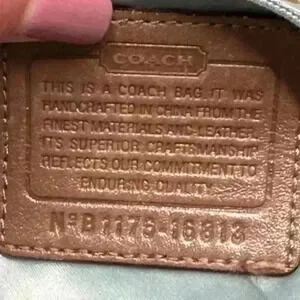 COACH
THIS IS A COACH BAG. IT WAS
HANDCRAFTED IN CHINA FROM THE
FINEST MATERIALS AND LEATHER.
ITS SUPERIOR CRAFTSMANSHIP
REFLECTS OUR COMMITMENT TO
ENDURING QUALITY.
Nº B1175-16313